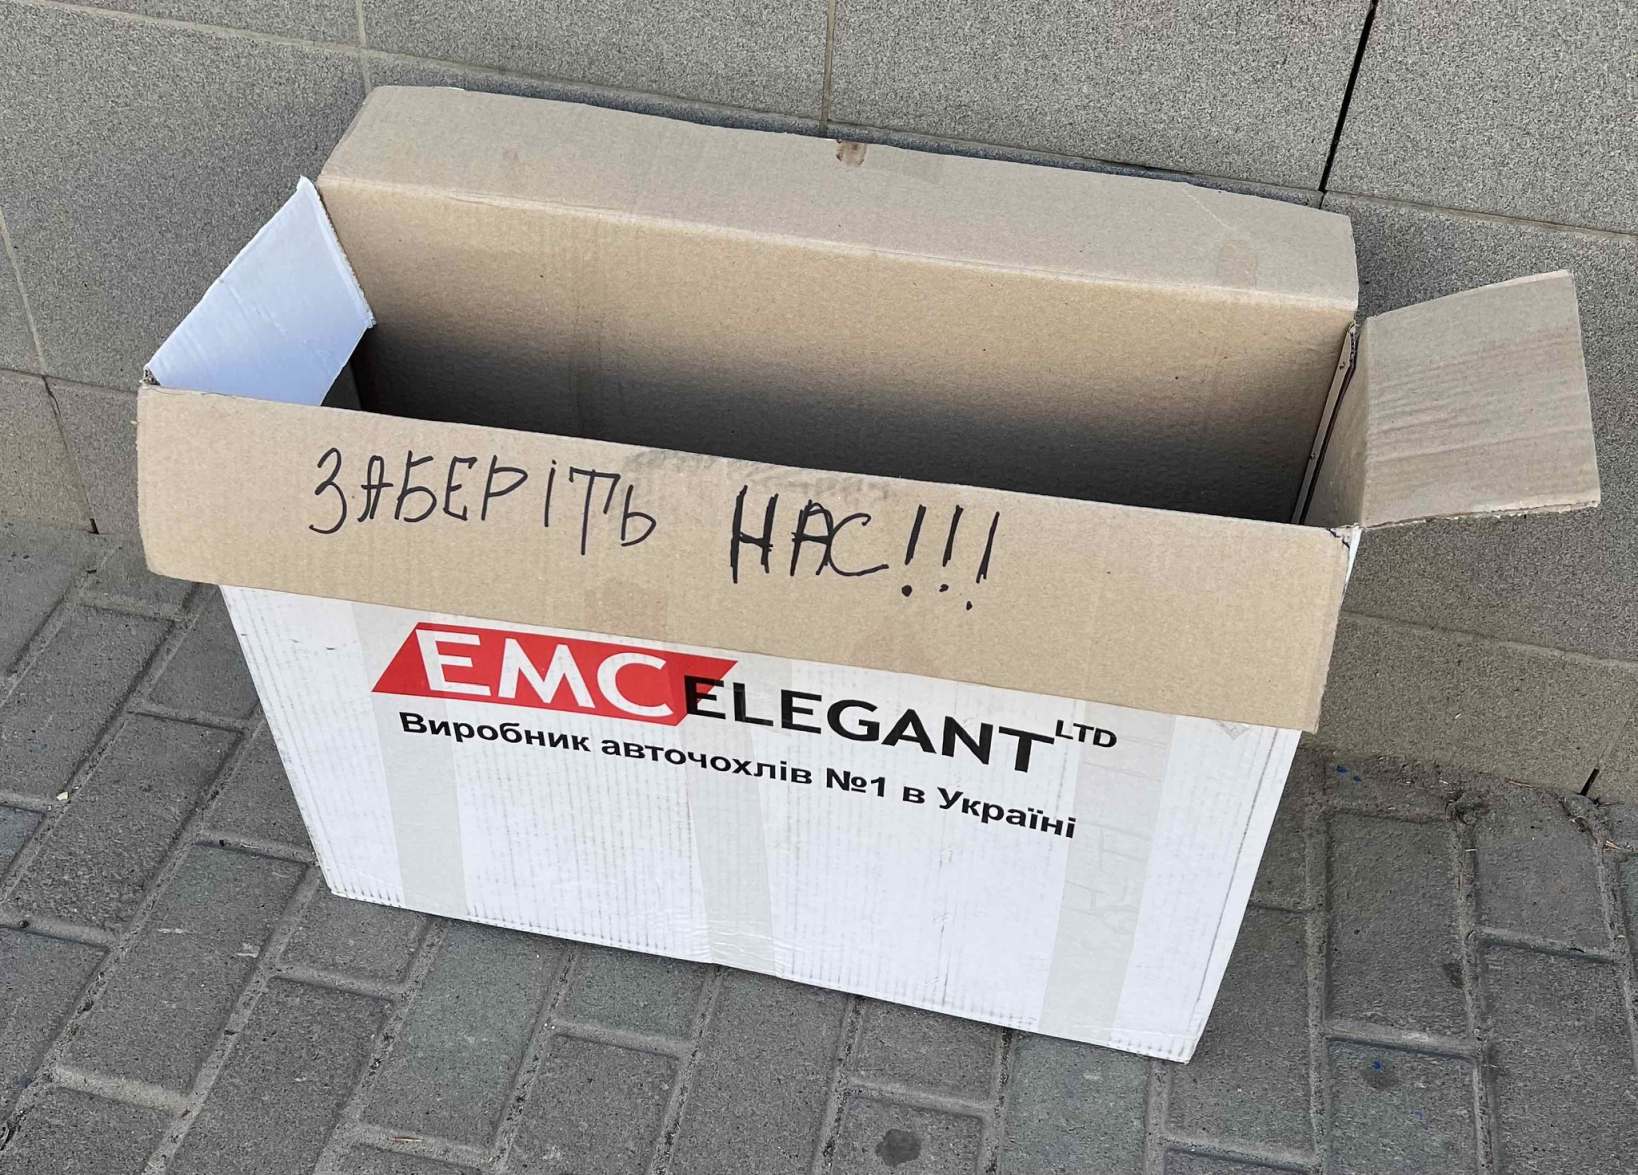 ЗАБЕРІТЬ НАС!!!
EMC ELEGANT LTD
Виробник авточохлів №1 в Україні